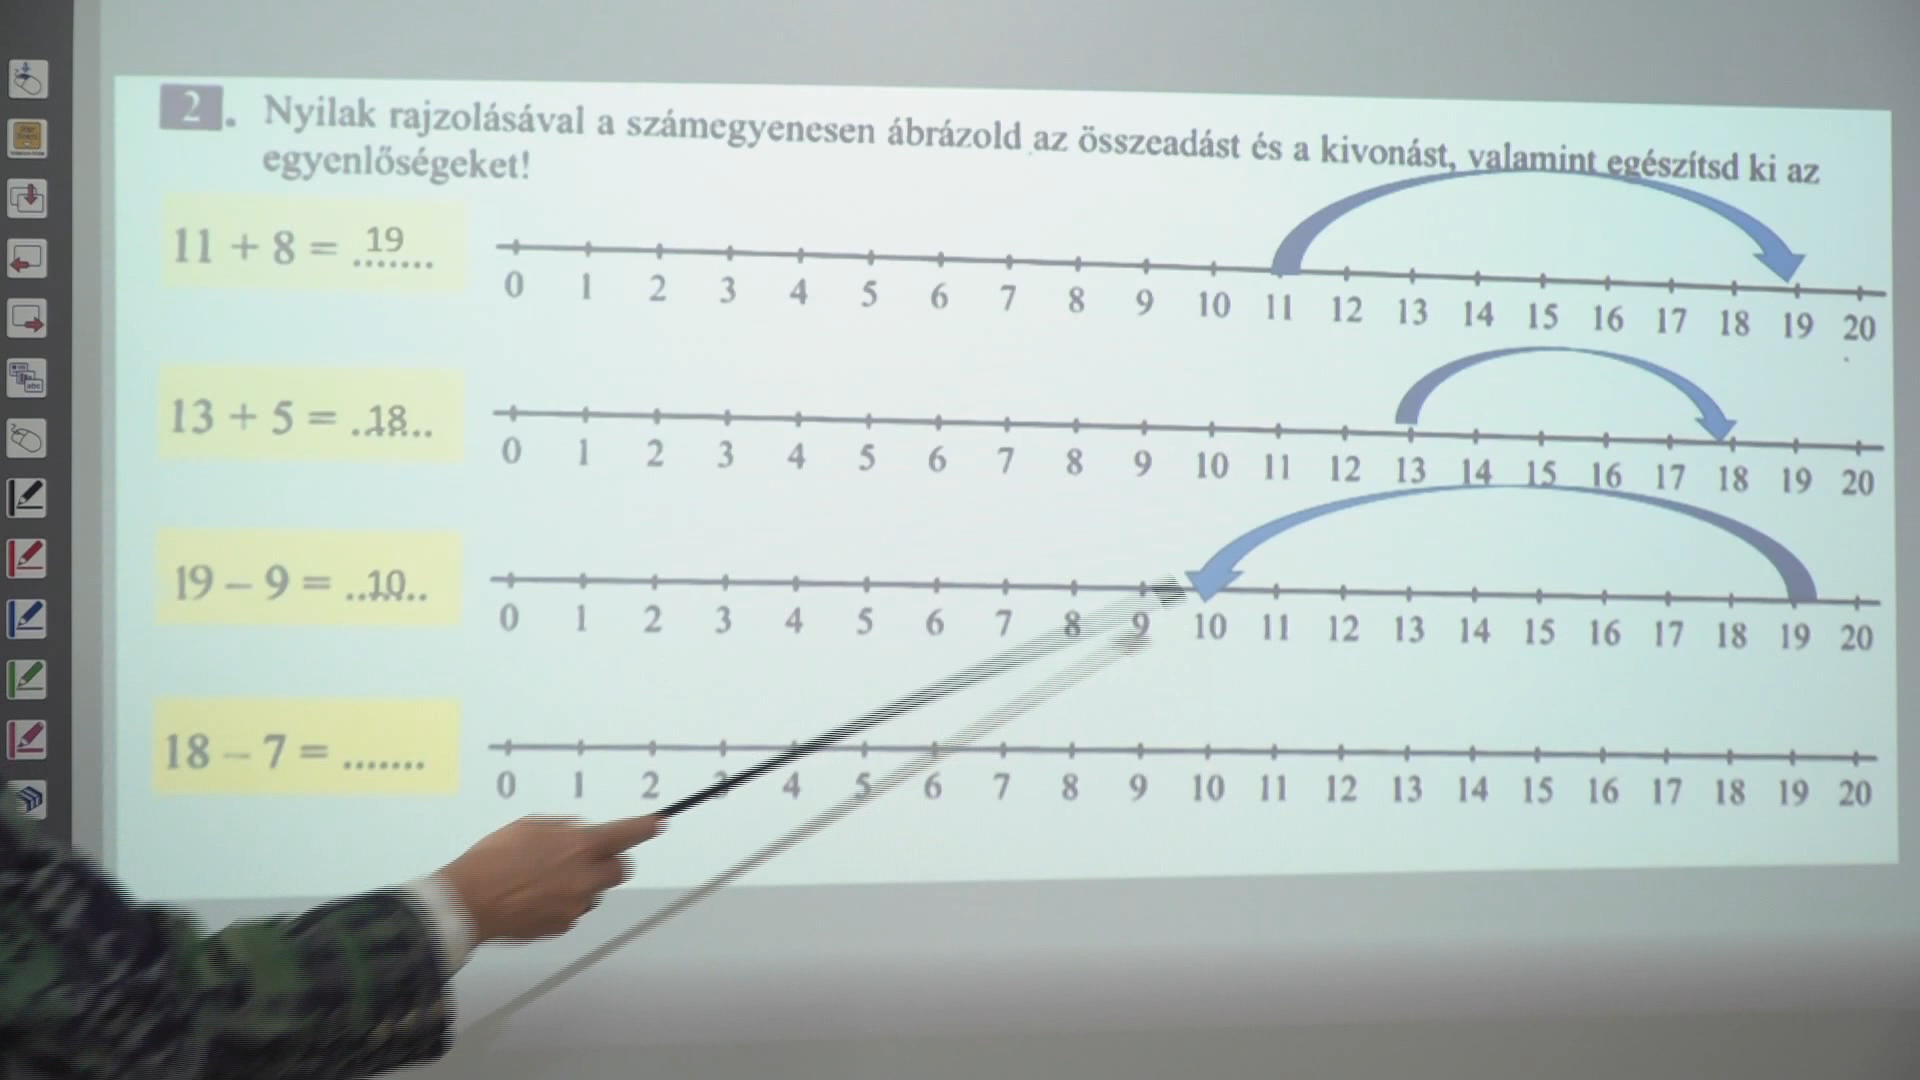 2. Nyilak rajzolásával a számegyenesen ábrázold az összeadást és a kivonást, valamint egészítsd ki az
egyenlőségeket!
11 + 8 = 19
0 1 2 3 4 5 6 7 8 9 10 11 12 13 14 15 16 17 18 19 20
13 + 5 = 18
0 1 2 3 4 5 6 7 8 9 10 11 12 13 14 15 16 17 18 19 20
19 – 9 = 10
0 1 2 3 4 5 6 7 8 9 10 11 12 13 14 15 16 17 18 19 20
18 – 7 = .......
0 1 2 3 4 5 6 7 8 9 10 11 12 13 14 15 16 17 18 19 20